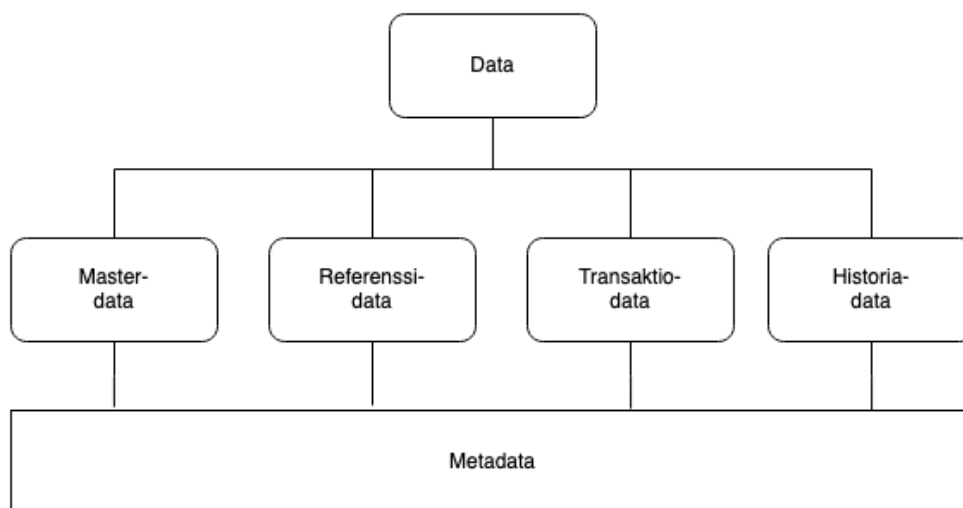 Data
Master-
data
Referenssi-
data
Transaktio-
data
Historia-
data
Metadata